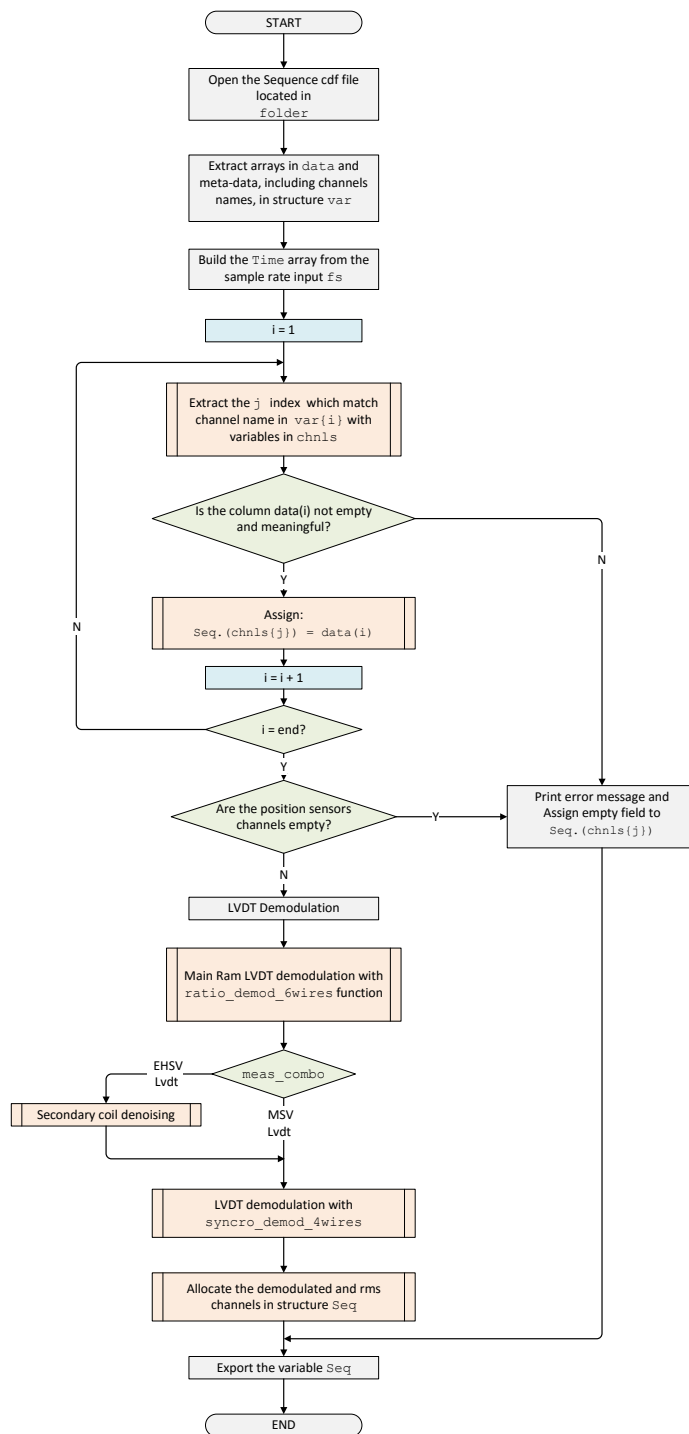 START
Open the Sequence cdf file
located in
folder
Extract arrays in data and
meta-data, including channels
names, in structure var
Build the Time array from the
sample rate input fs
i = 1
Extract the j index which match
channel name in var{i} with
variables in chnls
Is the column data(i) not empty
and meaningful?
N
Y
N
Assign:
Seq.(chnls{j}) = data(i)
i = i + 1
i = end?
Y
Are the position sensors
channels empty?
Y
Print error message and
Assign empty field to
Seq.(chnls{j})
N
LVDT Demodulation
Main Ram LVDT demodulation with
ratio_demod_6wires function
EHSV
Lvdt
meas_combo
Secondary coil denoising
MSV
Lvdt
LVDT demodulation with
syncro_demod_4wires
Allocate the demodulated and rms
channels in structure Seq
Export the variable Seq
END